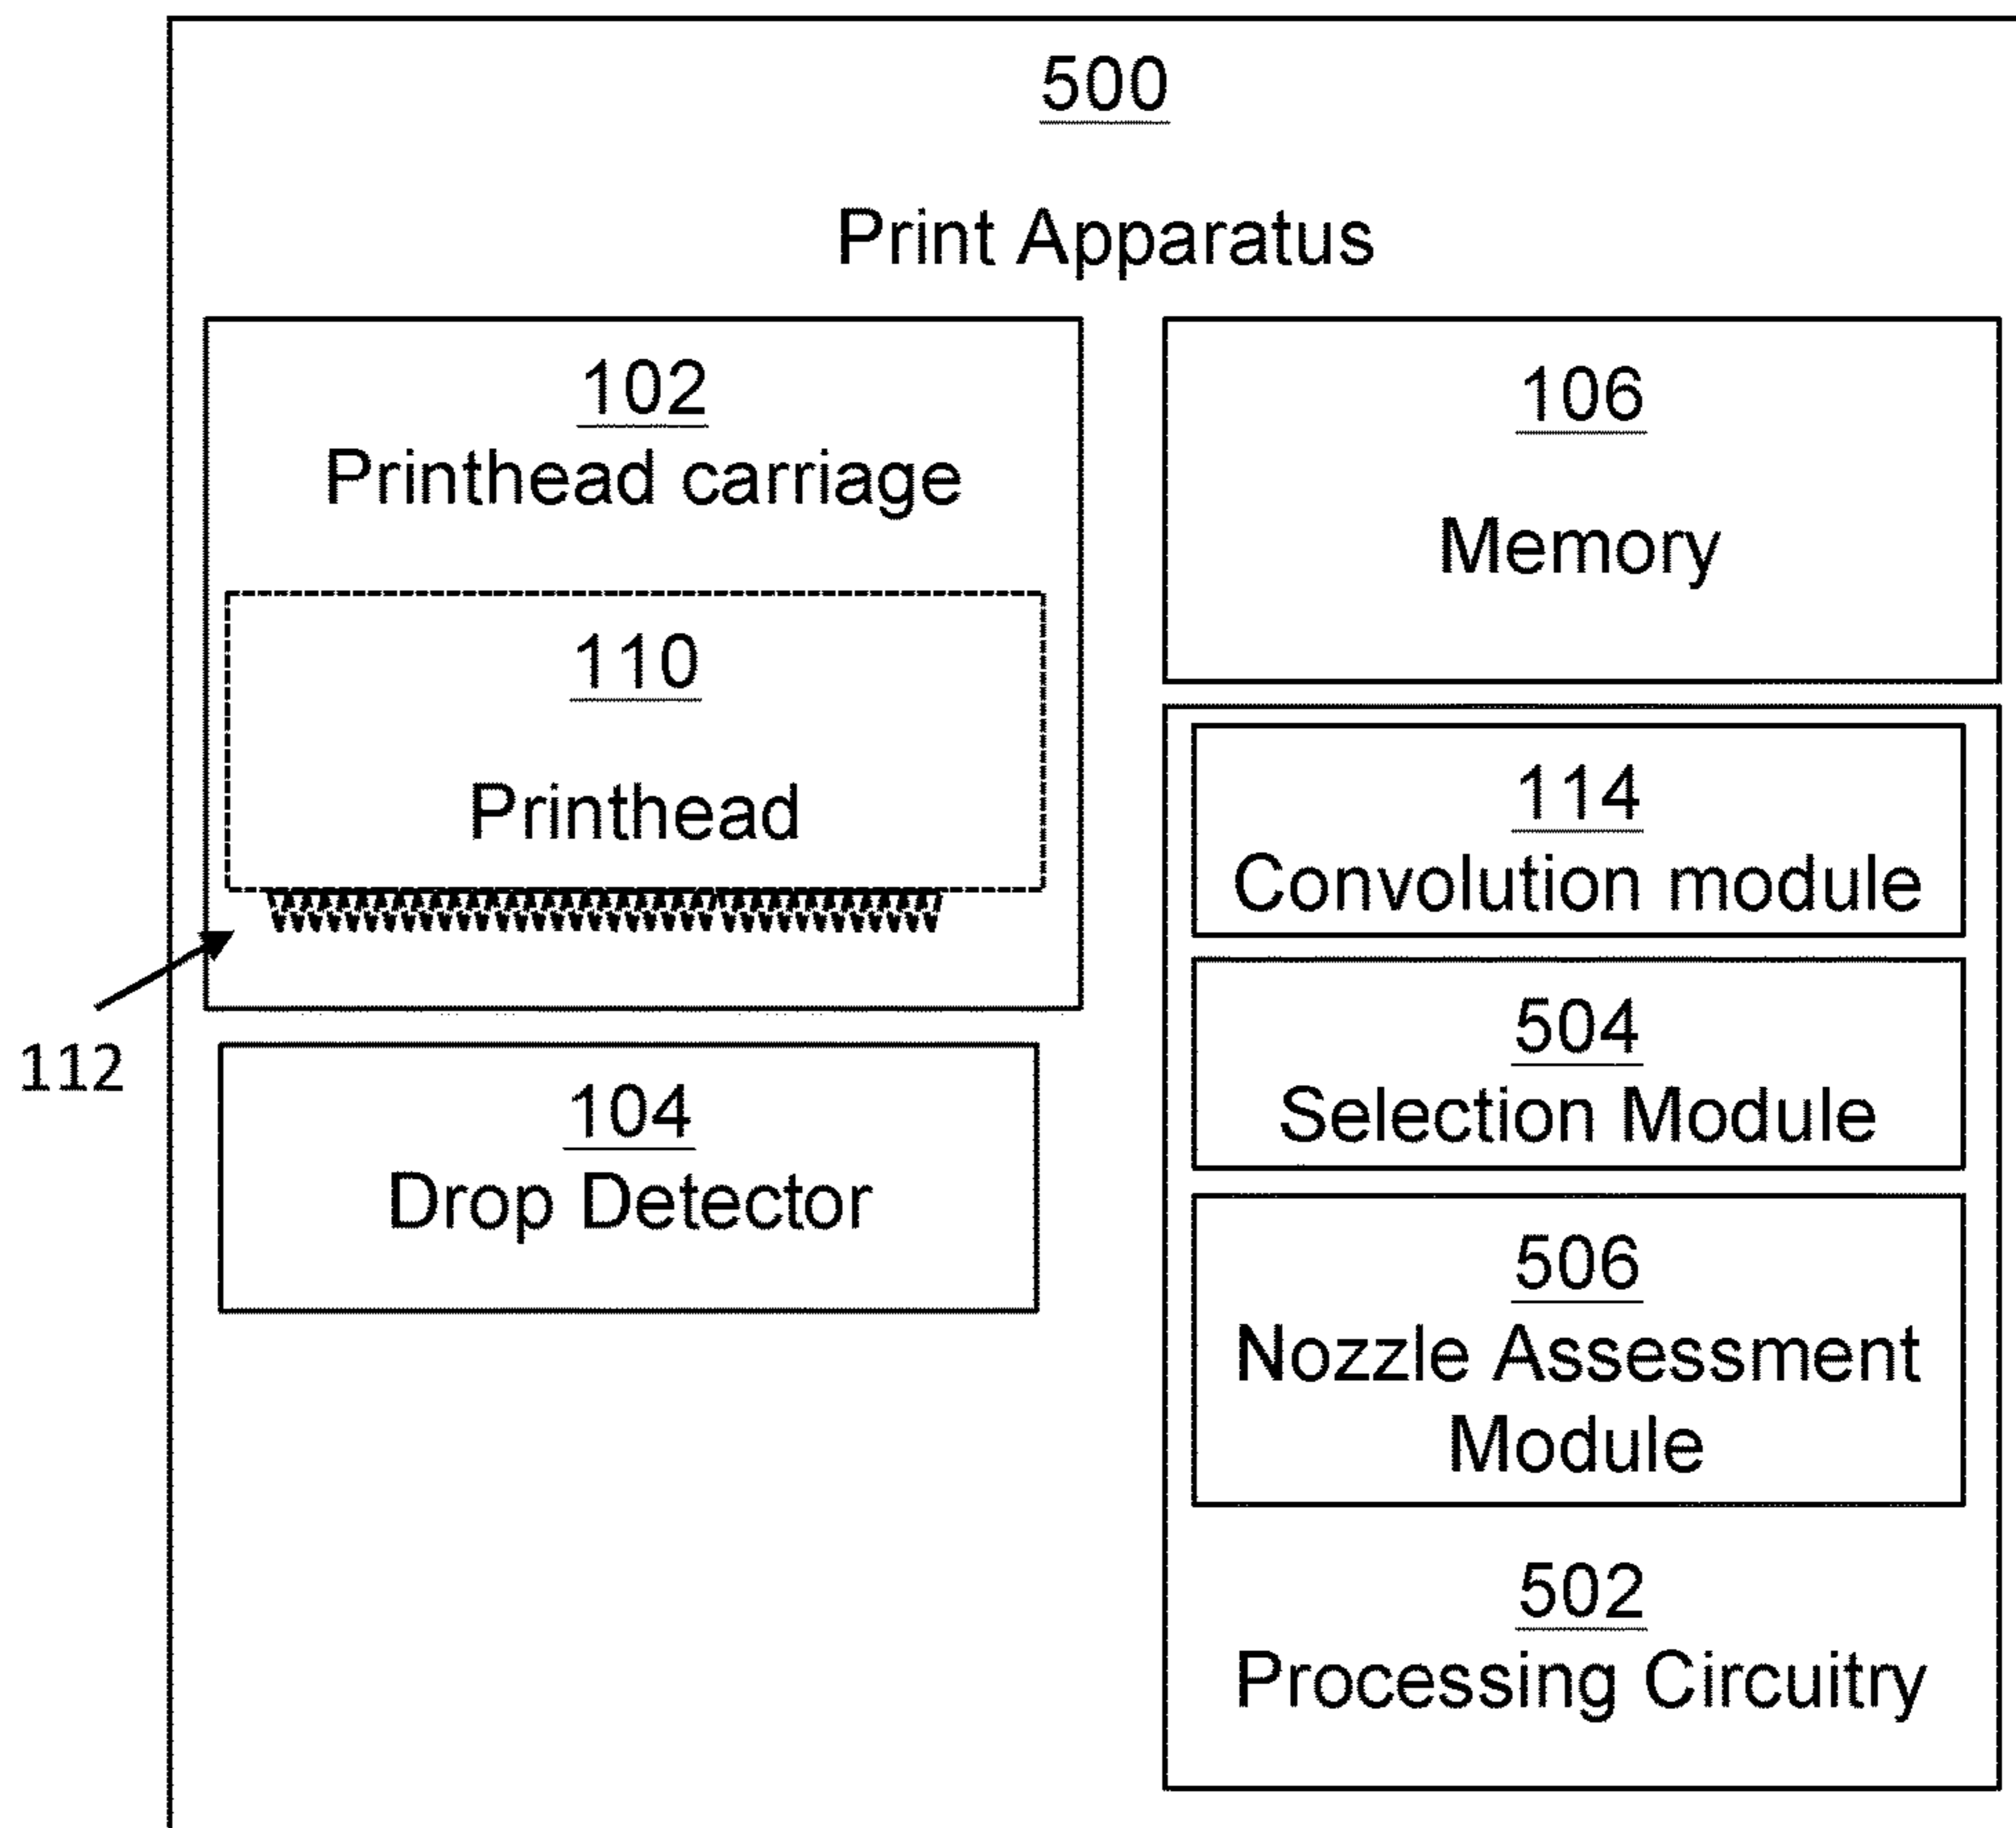 500
Print Apparatus
102
Printhead carriage
110
Printhead
112
104
Drop Detector
106
Memory
114
Convolution module
504
Selection Module
506
Nozzle Assessment
Module
502
Processing Circuitry